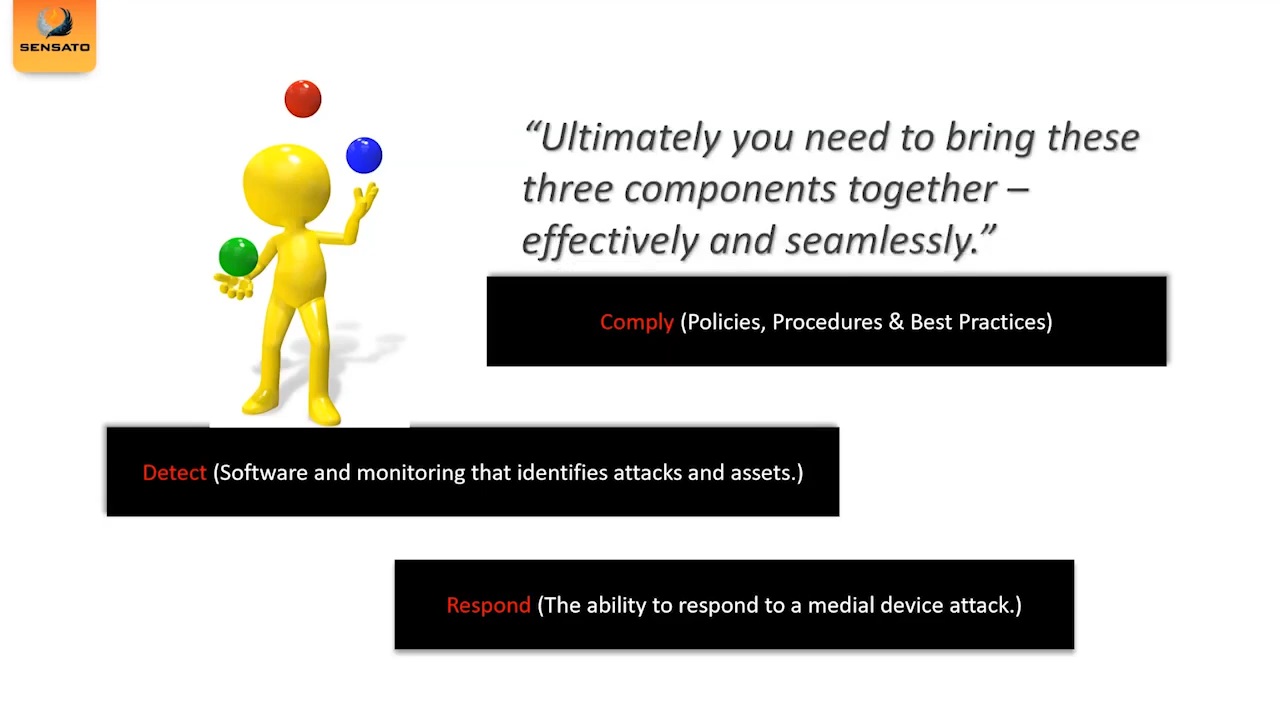 SENSATO
“Ultimately you need to bring these
three components together –
effectively and seamlessly.”
Comply (Policies, Procedures & Best Practices)
Detect (Software and monitoring that identifies attacks and assets.)
Respond (The ability to respond to a medial device attack.)